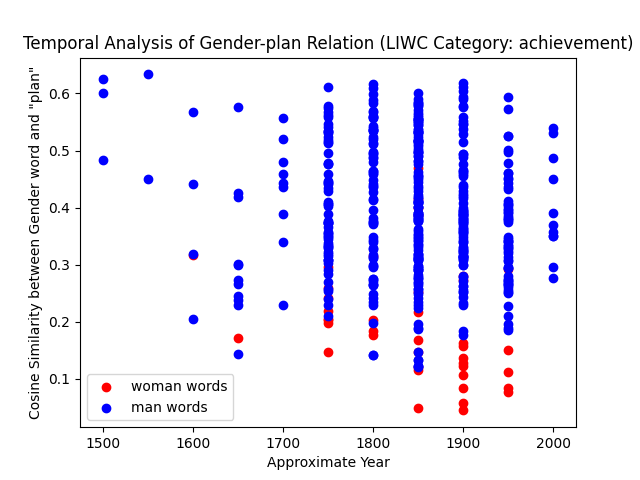 Temporal Analysis of Gender-plan Relation (LIWC Category: achievement)
Cosine Similarity between Gender word and "plan"
0.6
0.5
0.4
0.3
0.2
0.1
woman words
man words
1500 1600 1700 1800 1900 2000
Approximate Year